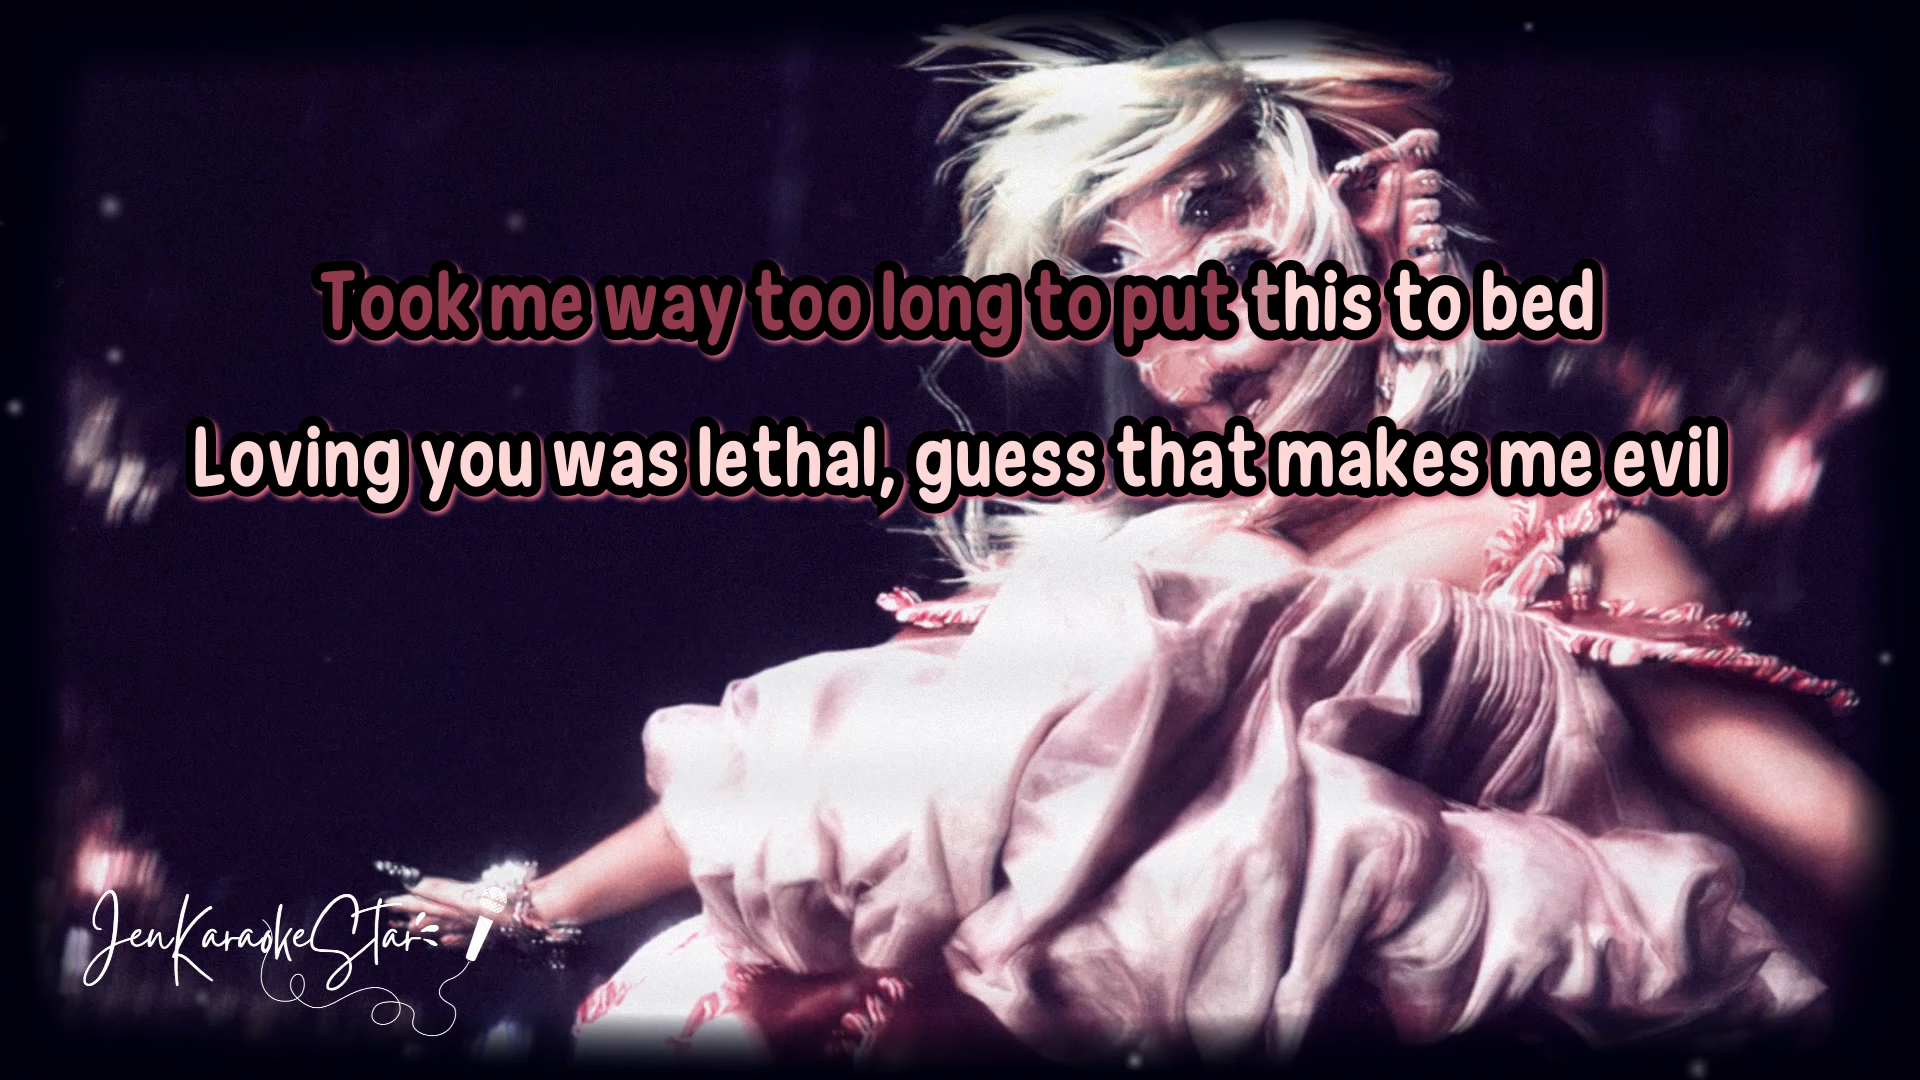 Took me way too long to put this to bed
Loving you was lethal, guess that makes me evil
JenKaraokeStar